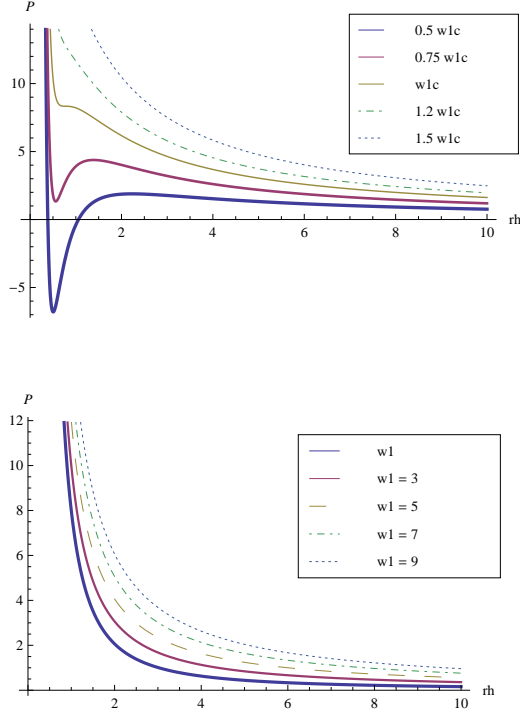 P
0.5 w1c
0.75 w1c
w1c
1.2 w1c
1.5 w1c
10
5
2 4 6 8 10
rh
−5
P
12
10
8
6
4
2
w1
w1 = 3
w1 = 5
w1 = 7
w1 = 9
2 4 6 8 10
rh